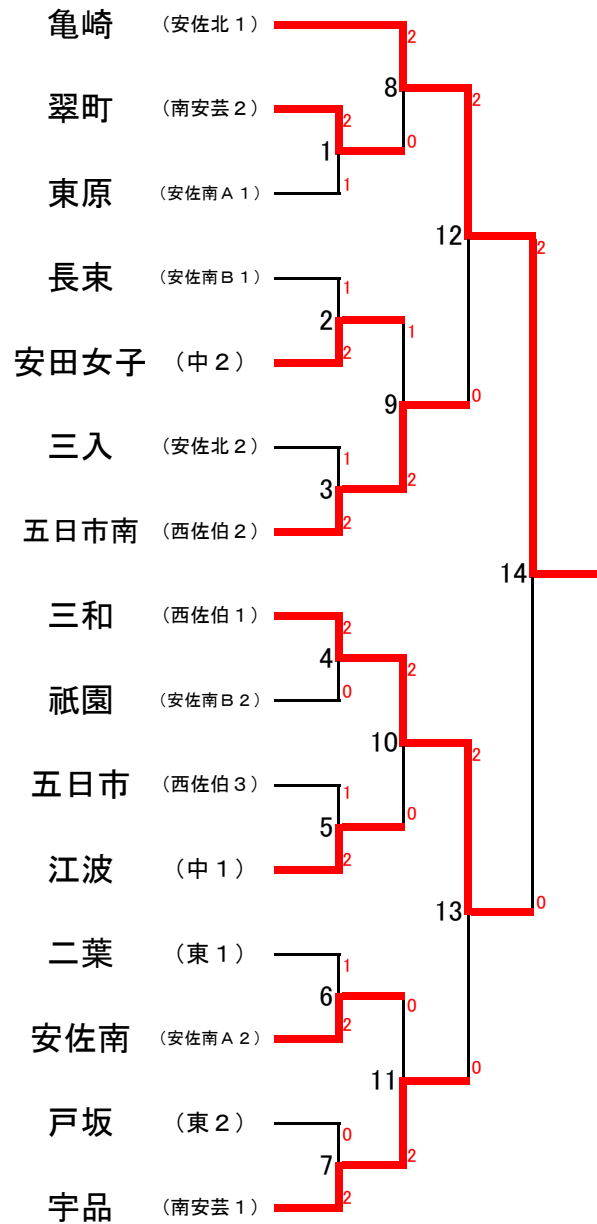 亀崎 （安佐北１）
2
8
2
翠町 （南安芸２）
2
1
0
東原 （安佐南Ａ１）
1
12
2
長束 （安佐南Ｂ１）
1
2
1
安田女子 （中２）
2
9
0
三入 （安佐北２）
1
3
2
五日市南 （西佐伯２）
2
14
三和 （西佐伯１）
2
4
2
祇園 （安佐南Ｂ２）
0
10
2
五日市 （西佐伯３）
1
5
0
江波 （中１）
2
13
0
二葉 （東１）
1
6
0
安佐南 （安佐南Ａ２）
2
11
0
戸坂 （東２）
0
7
2
宇品 （南安芸１）
2